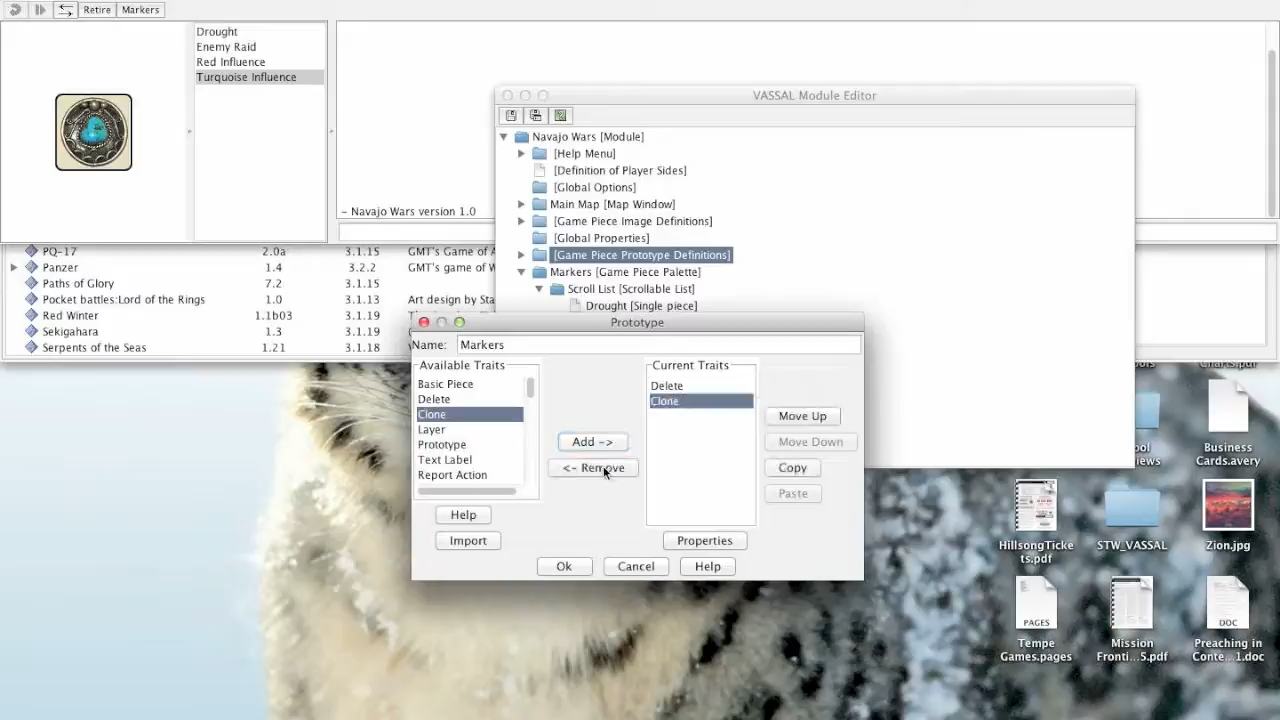 Retire Markers
Drought
Enemy Raid
Red Influence
Turquoise Influence
- Navajo Wars version 1.0
VASSAL Module Editor
Navajo Wars [Module]
[Help Menu]
[Definition of Player Sides]
[Global Options]
Main Map [Map Window]
[Game Piece Image Definitions]
[Global Properties]
[Game Piece Prototype Definitions]
Markers [Game Piece Palette]
Scroll List [Scrollable List]
Drought [Single piece]
PQ-17 2.0a 3.1.15 GMT's Game of A
Panzer 1.4 3.2.2 GMT's game of W
Paths of Glory 7.2 3.1.15
Pocket battles:Lord of the Rings 1.0 3.1.13 Art design by Sta
Red Winter 1.1b03 3.1.19
Sekigahara 1.3 3.1.19
Serpents of the Seas 1.21 3.1.18
Prototype
Name: Markers
Available Traits
Basic Piece
Delete
Clone
Layer
Prototype
Text Label
Report Action
Help
Import
Add ->
<- Remove
Current Traits
Delete
Clone
Move Up
Move Down
Copy
Paste
Properties
Ok Cancel Help
Charts.pdf
Business
Cards.avery
HillsongTicke
ts.pdf
STW_VASSAL
Zion.jpg
PAGES
Tempe
Games.pages
Mission
Fronti...5.pdf
DOC
Preaching in
Conte...1.doc